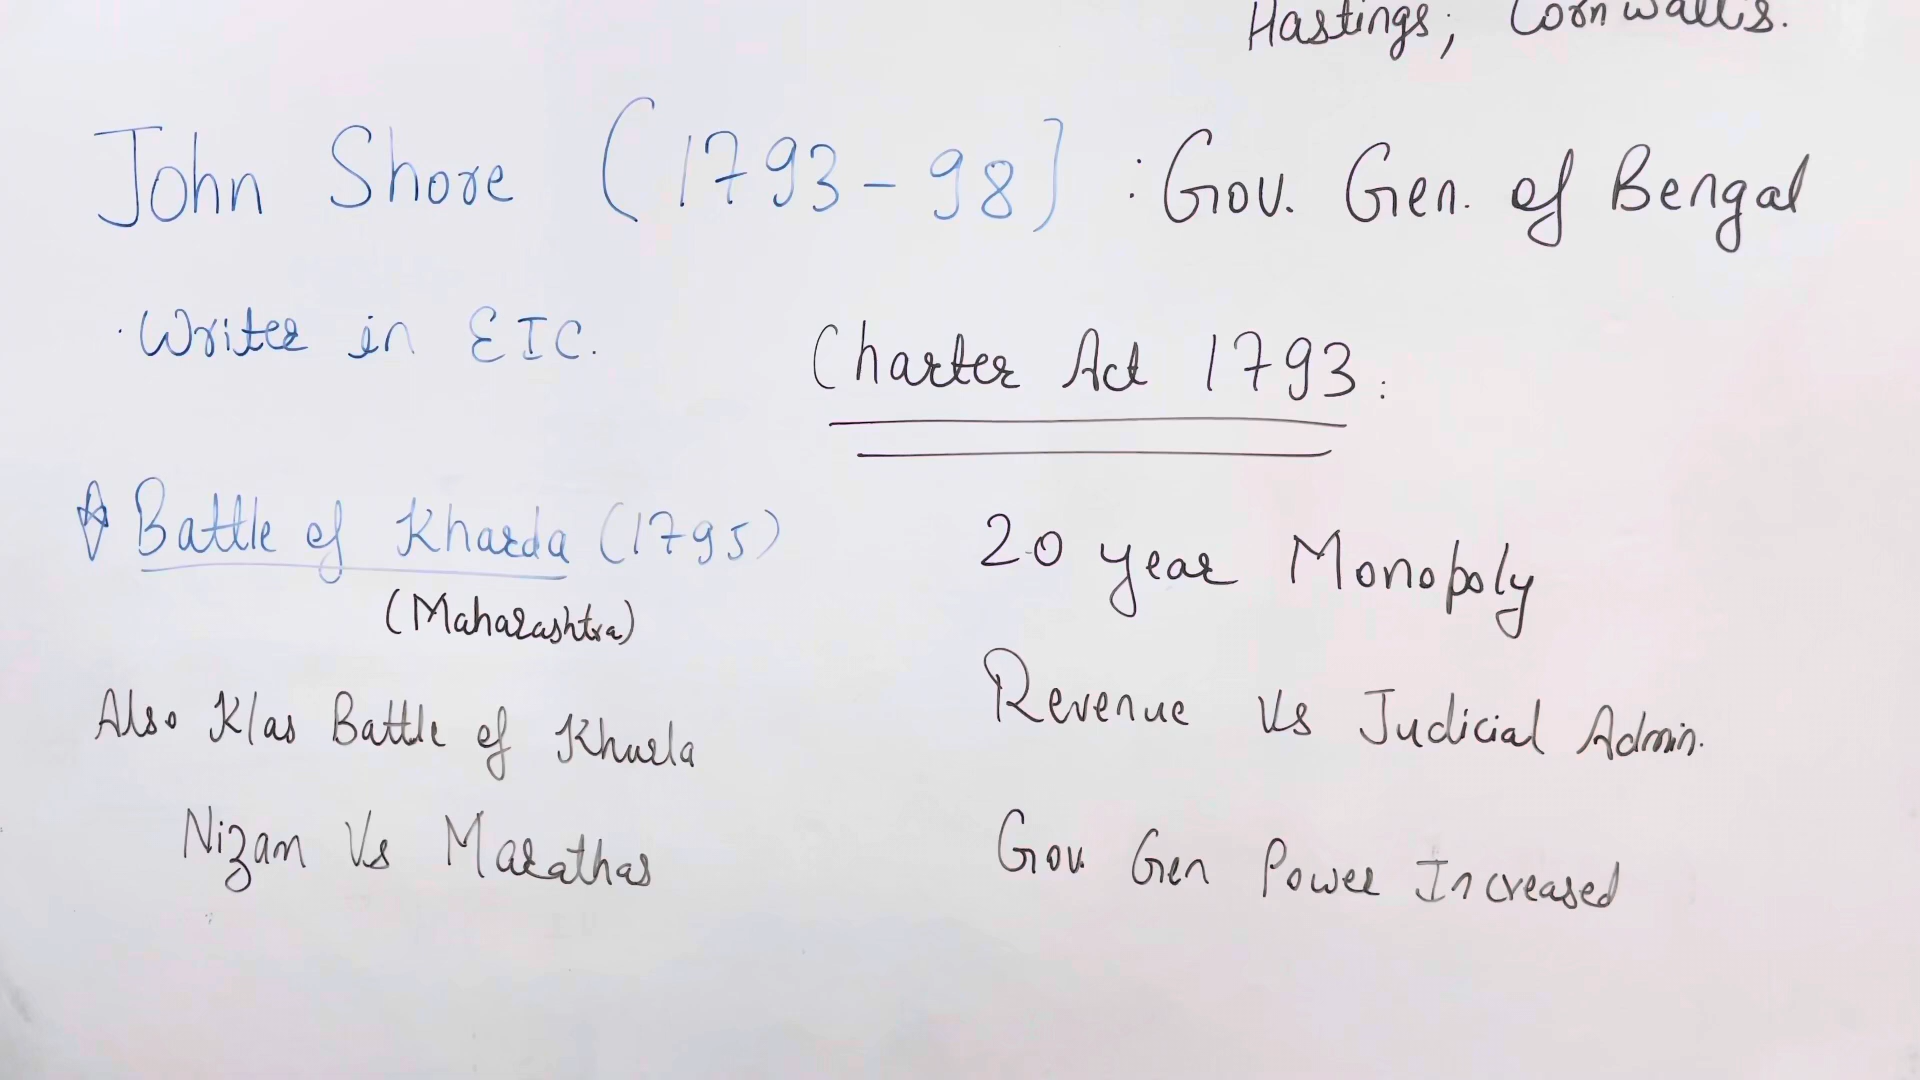 Hastings; Cornwallis.
John Shore (1793-98) : Gov. Gen. of Bengal
· Writer in EIC.
Charter Act 1793 :
Battle of Kharda (1795)
(Maharashtra)
Also K/as Battle of Khurla
Nizam Vs Marathas
20 year Monopoly
Revenue Vs Judicial Admin.
Gov. Gen Power Increased